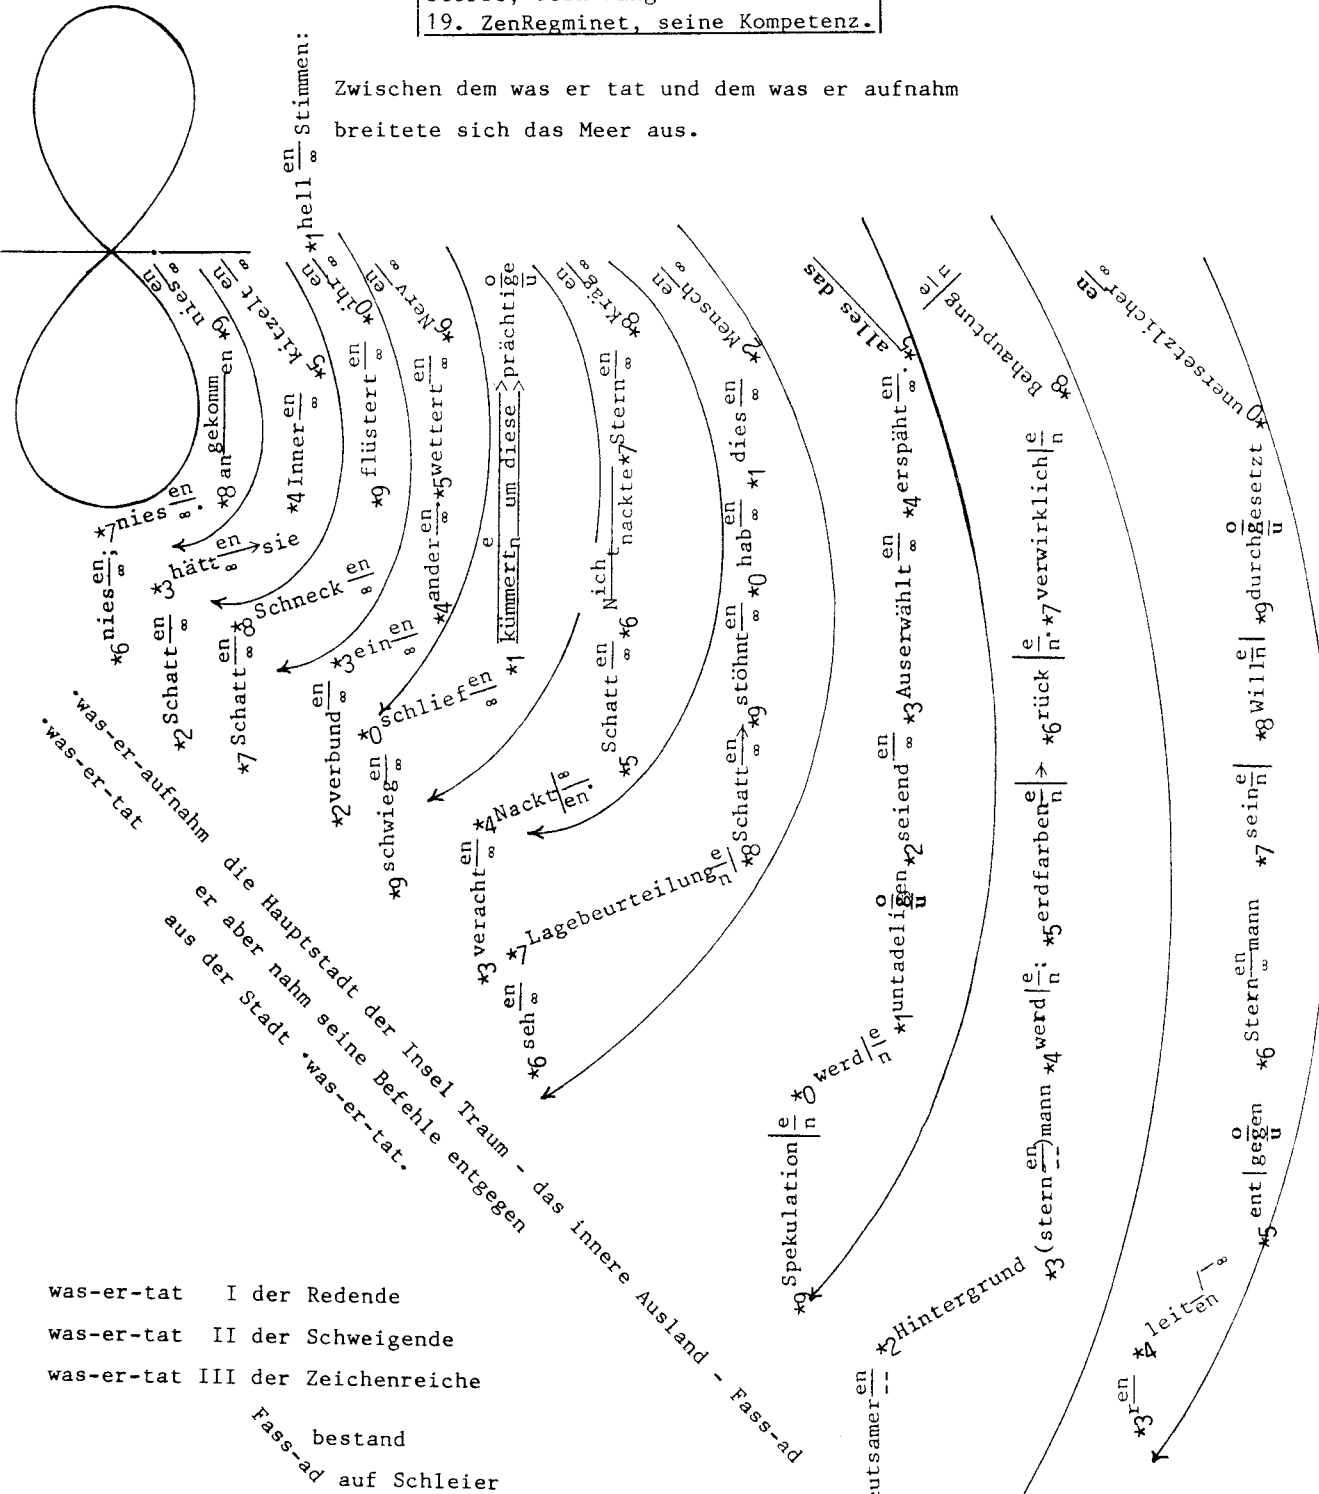 19. ZenRegminet, seine Kompetenz.
Zwischen dem was er tat und dem was er aufnahm
breitete sich das Meer aus.
*1hell en/∞ Stimmen:
*0ihr en/∞
*9 flüstert en/∞
*8 Schneck en/∞
*7 Schatt en/∞
*9 nies en/∞
*8 an gekomm en
*7nies en/∞.
*6 nies en/∞;
*5 kitzelt en/∞
*4 Inner en/∞
*3 hätt en/∞ → sie
*2 Schatt en/∞
*6 Nerv en/∞
*5 wettert en/∞.
*4 ander en/∞
*3 ein en/∞
*2 verbund en/∞
*1 kümmert e/n um diese > prächtige o/u
*0 schlief en/∞
*9 schwieg en/∞
*8 Kräg en/∞
*7 Stern en/∞
nackte
Nicht
*6
*5 Schatt en/∞
*4 Nackt ∞/en.
*3 veracht en/∞
*2 Mensch en/∞
*1 dies en/∞
*0 hab en/∞
*9 stöhnt en/∞
*8 Schatt en/∞ →
*7 Lagebeurteilung e/n
*6 seh en/∞
*5 alles das
*4 erspäht en/∞.
*3 Auserwählt en/∞
*2 seiend en/∞
*1 untadeligen o/u
*0 werd e/n
*9 Spekulation e/n
*8 Behauptung e/n
*7 verwirklich e/n
*6 rück e/n.
*5 erdfarben e/n →
*4 werd e/n:
*3 (stern en/--)mann
*2 Hintergrund
eutsamer en/--
*0 unersetzlicher ∞/en
*9 durchgesetzt o/u
*8 Will e/n
*7 sein e/n
*6 Stern en/∞ mann
*5 ent|gegen o/u
*4 leit en/∞
*3 r en
·was-er-aufnahm die Hauptstadt der Insel Traum - das innere Ausland - Fass-ad
·was-er-tat er aber nahm seine Befehle entgegen
aus der Stadt ·was-er-tat.
was-er-tat I der Redende
was-er-tat II der Schweigende
was-er-tat III der Zeichenreiche
Fass-ad bestand
auf Schleier